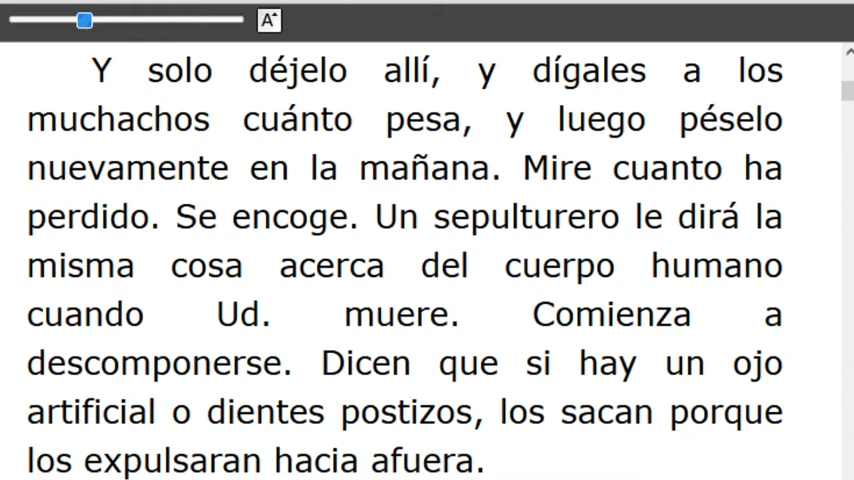 A
Y solo déjelo allí, y dígales a los
muchachos cuánto pesa, y luego péselo
nuevamente en la mañana. Mire cuanto ha
perdido. Se encoge. Un sepulturero le dirá la
misma cosa acerca del cuerpo humano
cuando Ud. muere. Comienza a
descomponerse. Dicen que si hay un ojo
artificial o dientes postizos, los sacan porque
los expulsaran hacia afuera.